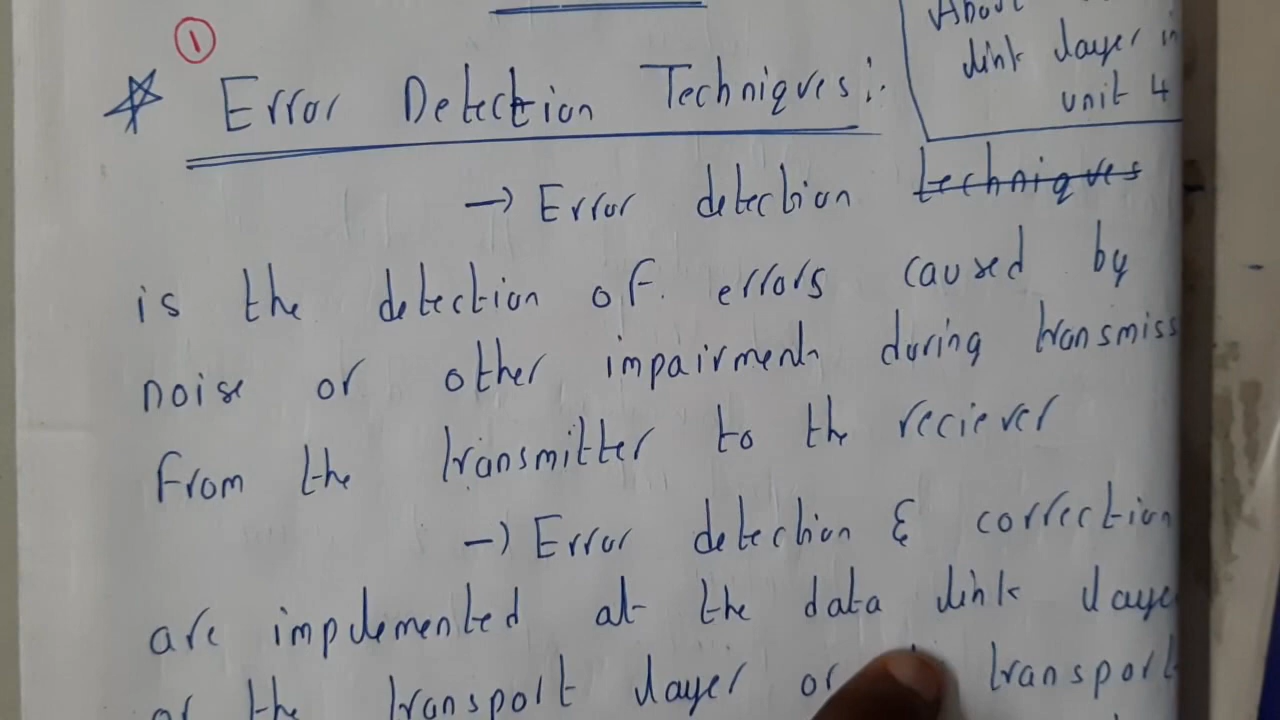 ①
Error Detection Techniques :-
About
link layer in
unit 4
→ Error detection techniques
is the detection of errors caused by
noise or other impairments during transmiss
from the transmitter to the reciever
→ Error detection & correction
are implemented at the data link laye
the transport layer or transport